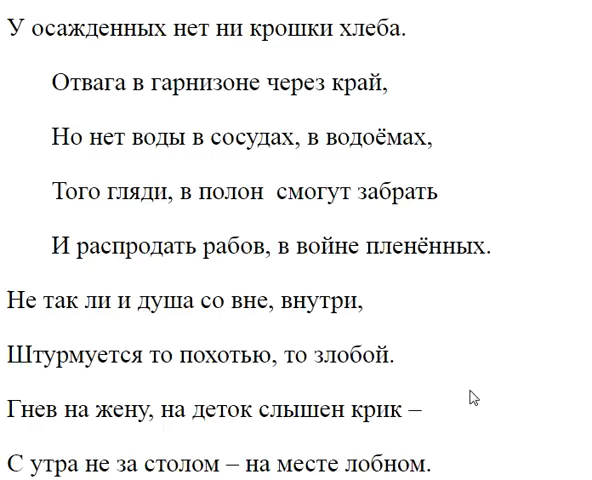 У осажденных нет ни крошки хлеба.
Отвага в гарнизоне через край,
Но нет воды в сосудах, в водоёмах,
Того гляди, в полон смогут забрать
И распродать рабов, в войне пленённых.
Не так ли и душа со вне, внутри,
Штурмуется то похотью, то злобой.
Гнев на жену, на деток слышен крик –
С утра не за столом – на месте лобном.